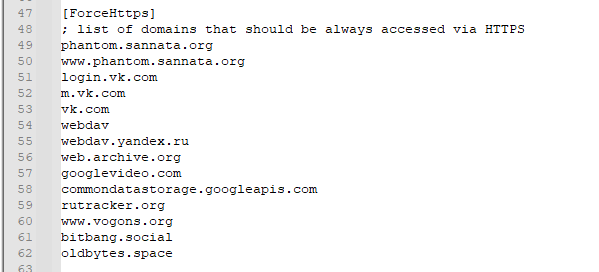 47 [ForceHttps]
48 ; list of domains that should be always accessed via HTTPS
49 phantom.sannata.org
50 www.phantom.sannata.org
51 login.vk.com
52 m.vk.com
53 vk.com
54 webdav
55 webdav.yandex.ru
56 web.archive.org
57 googlevideo.com
58 commondatastorage.googleapis.com
59 rutracker.org
60 www.vogons.org
61 bitbang.social
62 oldbytes.space
63